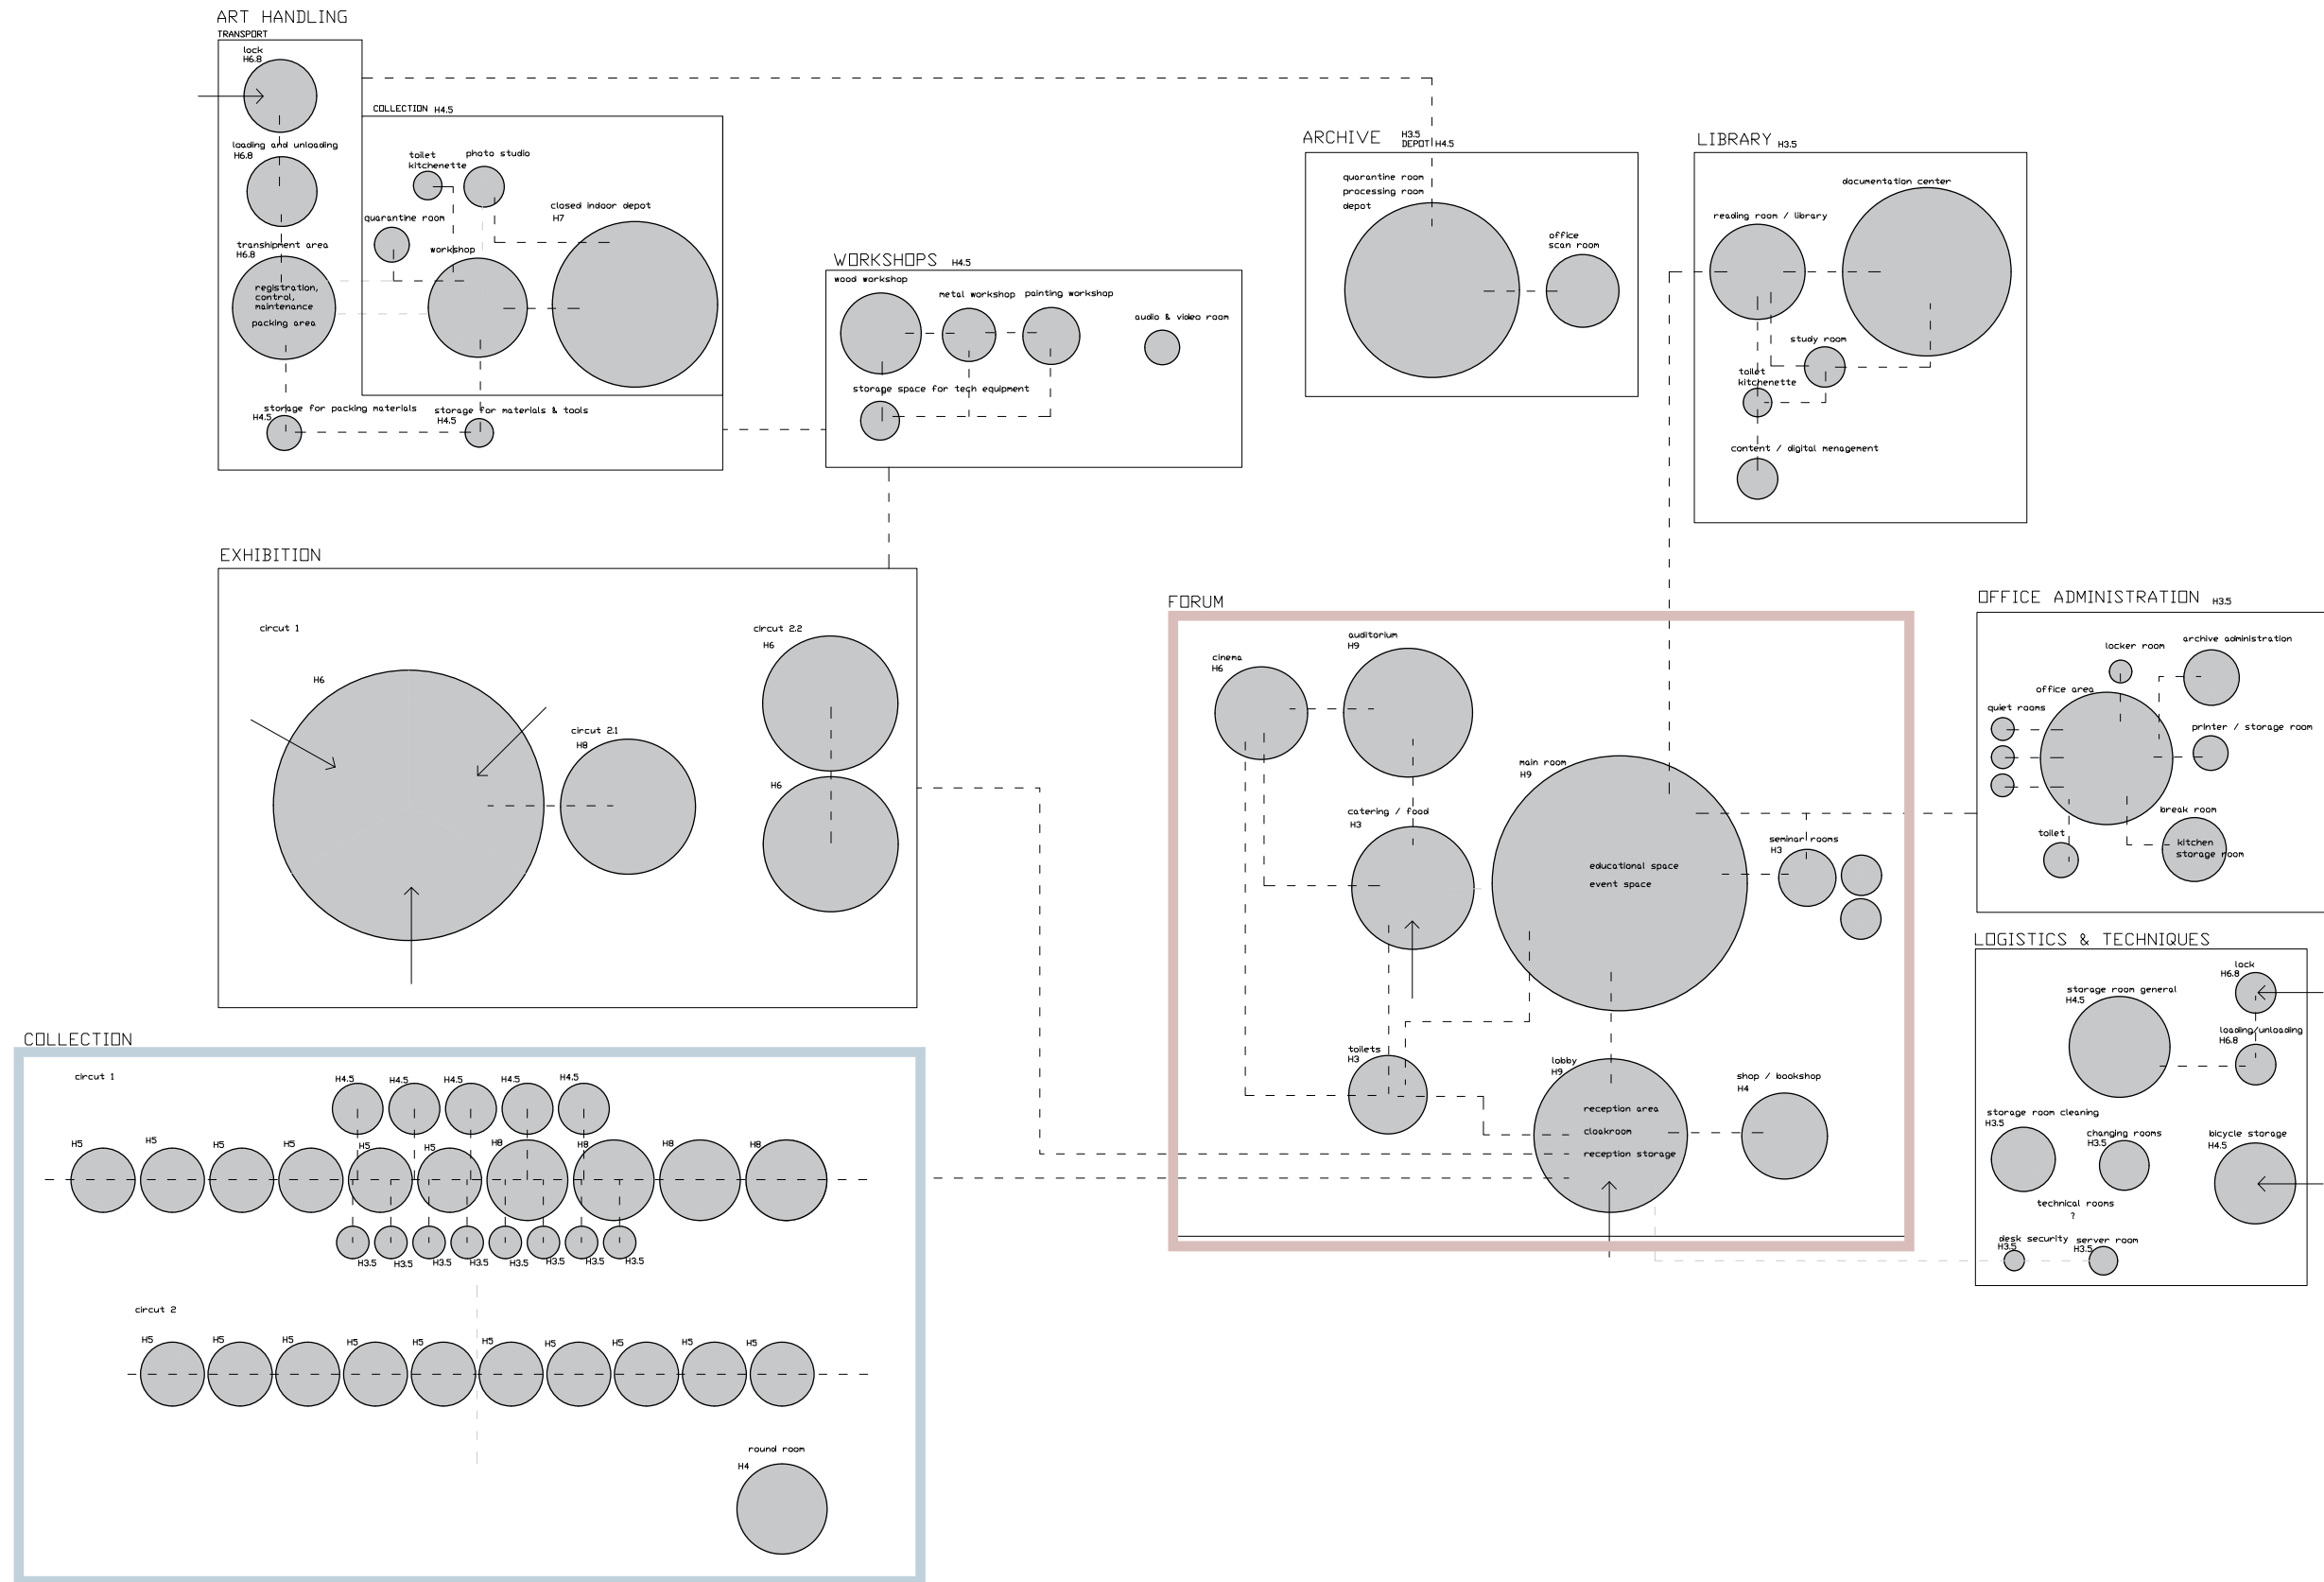 ART HANDLING
TRANSPORT
lock
H6.8
loading and unloading
H6.8
transhipment area
H6.8
registration,
control,
maintenance
packing area
storage for packing materials
H4.5
storage for materials & tools
H4.5
COLLECTION H4.5
toilet
kitchenette
photo studio
quarantine room
workshop
closed indoor depot
H7
WORKSHOPS H4.5
wood workshop
metal workshop
painting workshop
audio & video room
storage space for tech equipment
ARCHIVE H3.5
DEPOT H4.5
quarantine room
processing room
depot
office
scan room
LIBRARY H3.5
documentation center
reading room / library
study room
toilet
kitchenette
content / digital menagement
EXHIBITION
circut 1
H6
circut 2.1
H8
circut 2.2
H6
H6
FORUM
cinema
H6
auditorium
H9
main room
H9
catering / food
H3
educational space
event space
seminar rooms
H3
toilets
H3
lobby
H9
reception area
cloakroom
reception storage
shop / bookshop
H4
OFFICE ADMINISTRATION H3.5
archive administration
locker room
office area
quiet rooms
printer / storage room
break room
toilet
kitchen
storage room
LOGISTICS & TECHNIQUES
lock
H6.8
storage room general
H4.5
loading/unloading
H6.8
storage room cleaning
H3.5
changing rooms
H3.5
bicycle storage
H4.5
technical rooms
?
desk security
H3.5
server room
H3.5
COLLECTION
circut 1
H4.5 H4.5 H4.5 H4.5 H4.5
H5 H5 H5 H5 H5 H5 H8 H8 H8 H8
H3.5 H3.5 H3.5 H3.5 H3.5 H3.5 H3.5 H3.5
circut 2
H5 H5 H5 H5 H5 H5 H5 H5 H5 H5
round room
H4